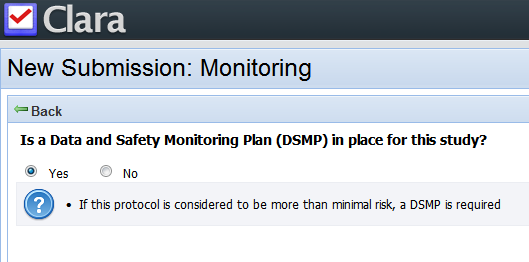 Clara
New Submission: Monitoring
Back
Is a Data and Safety Monitoring Plan (DSMP) in place for this study?
Yes No
? • If this protocol is considered to be more than minimal risk, a DSMP is required